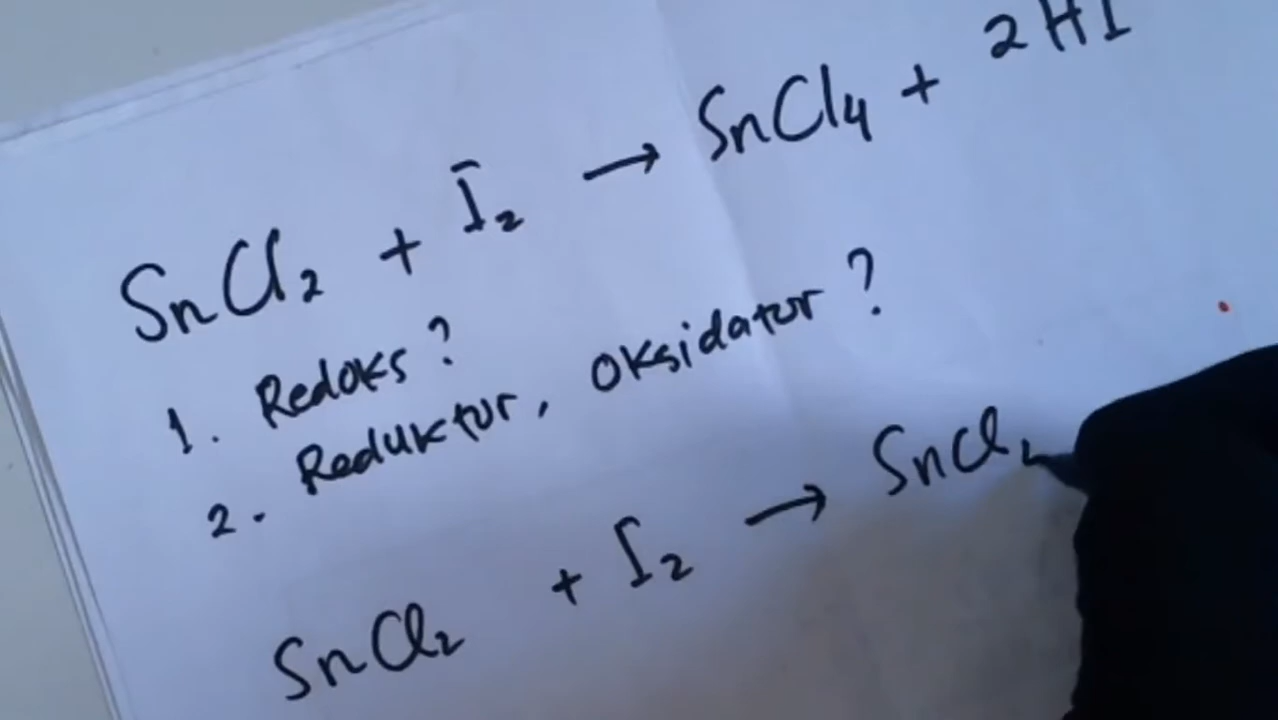 SnCl₂ + I₂ → SnCl₄ + 2HI
1. Redoks?
2. Reduktor, Oksidator?
SnCl₂ + I₂ → SnCl